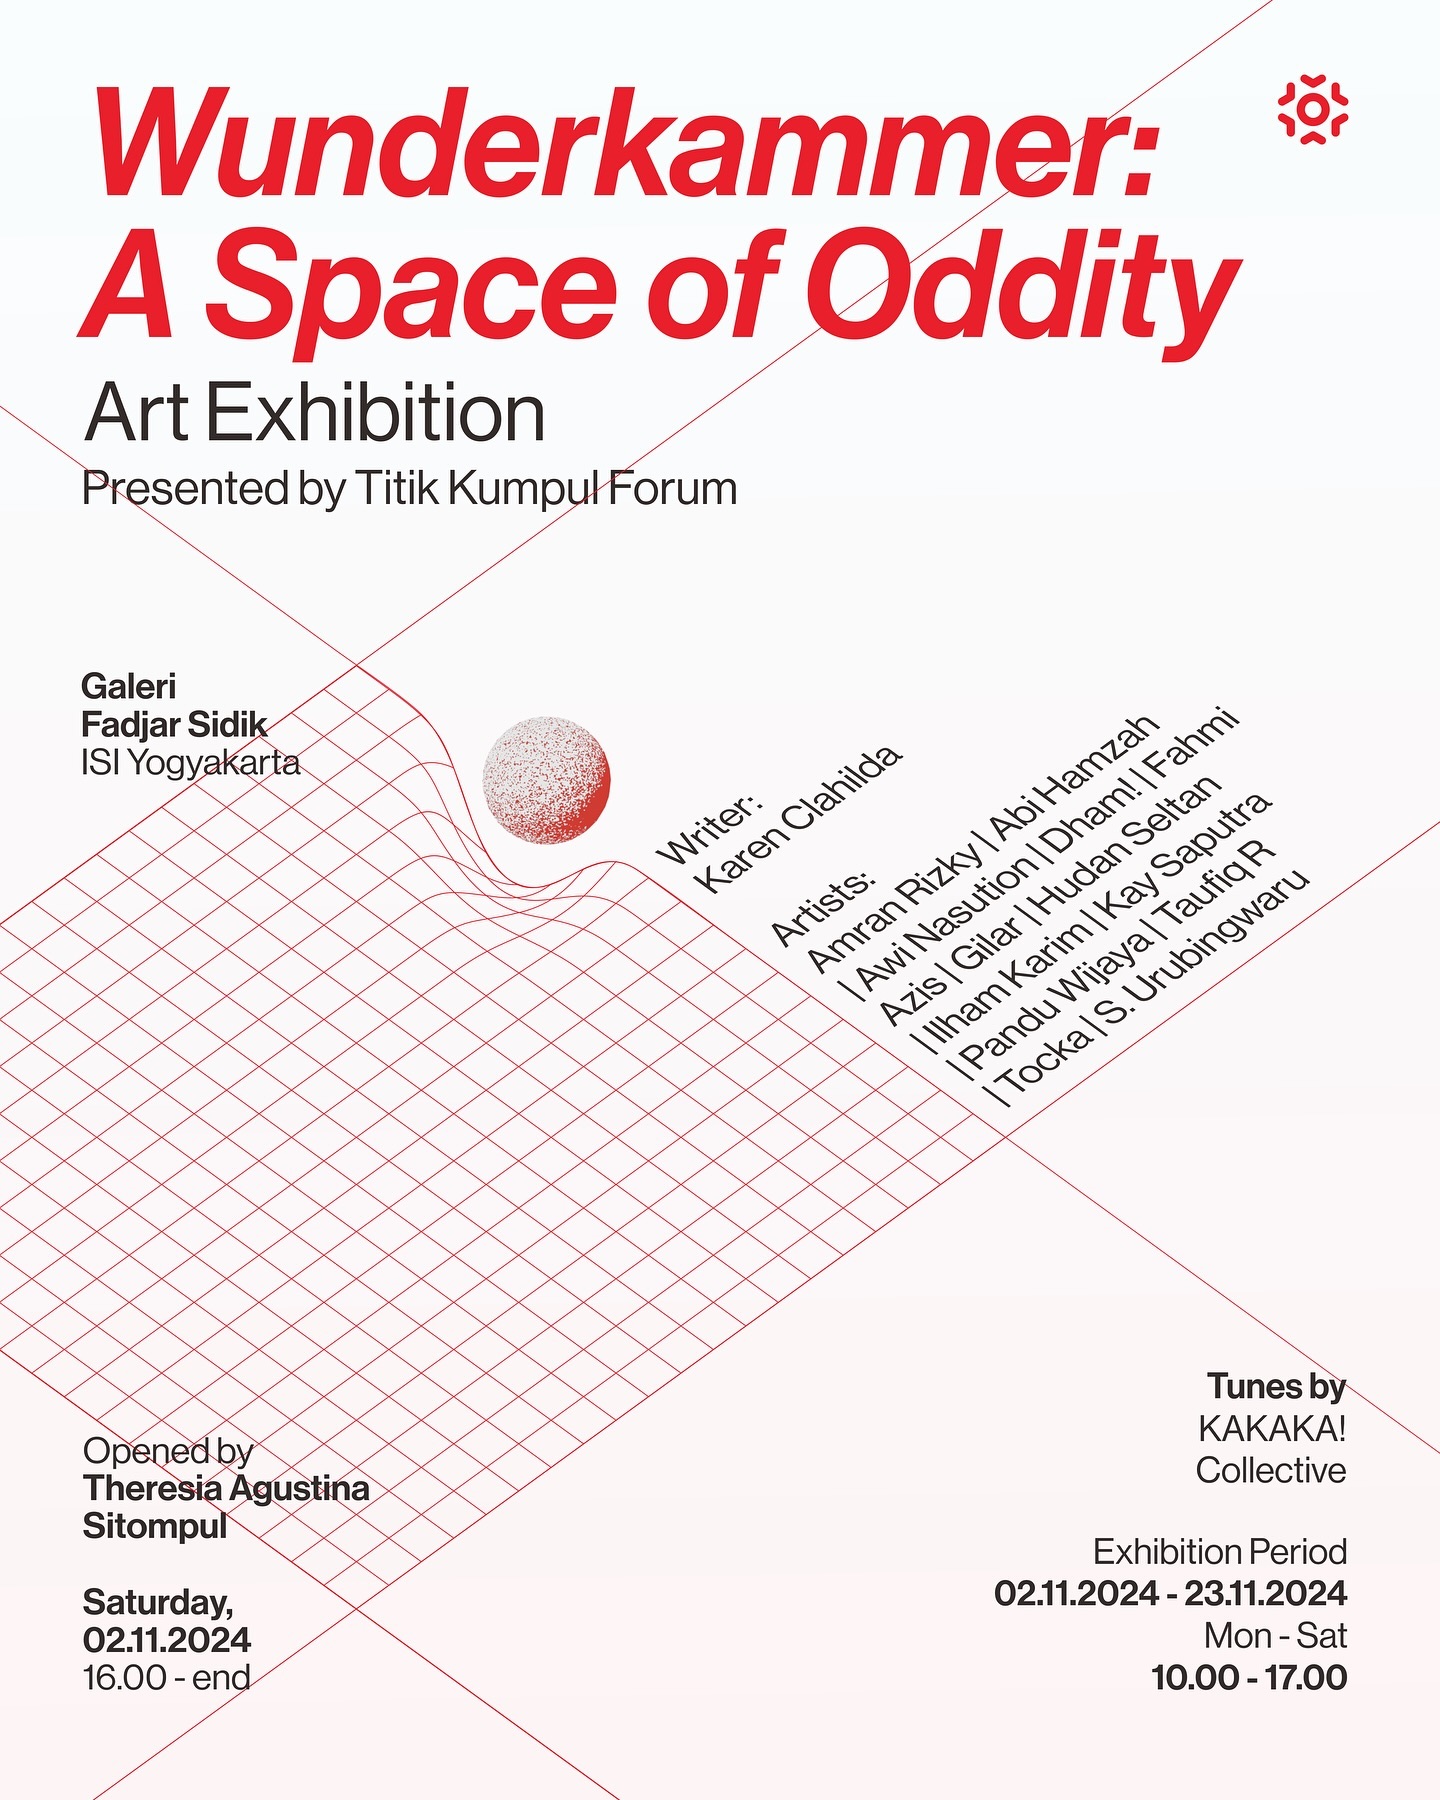 Wunderkammer:
A Space of Oddity
Art Exhibition
Presented by Titik Kumpul Forum
Galeri
Fadjar Sidik
ISI Yogyakarta
Writer:
Karen Clahilda
Artists:
Amran Rizky | Abi Hamzah
| Awi Nasution | Dham! | Fahmi
Azis | Gilar | Hudan Seltan
| Ilham Karim | Kay Saputra
| Pandu Wijaya | Taufiq R
| Tocka | S. Urubingwaru
Opened by
Theresia Agustina
Sitompul
Saturday,
02.11.2024
16.00 - end
Tunes by
KAKAKA!
Collective
Exhibition Period
02.11.2024 - 23.11.2024
Mon - Sat
10.00 - 17.00